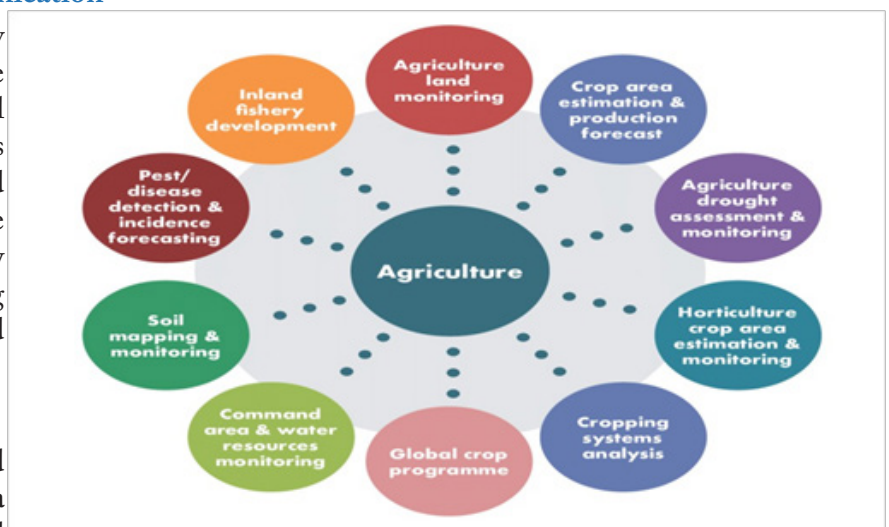 Agriculture
land
monitoring
Crop area
estimation &
production
forecast
Agriculture
drought
assessment &
monitoring
Horticulture
crop area
estimation &
monitoring
Cropping
systems
analysis
Global crop
programme
Command
area & water
resources
monitoring
Soil
mapping &
monitoring
Pest/
disease
detection &
incidence
forecasting
Inland
fishery
development
Agriculture